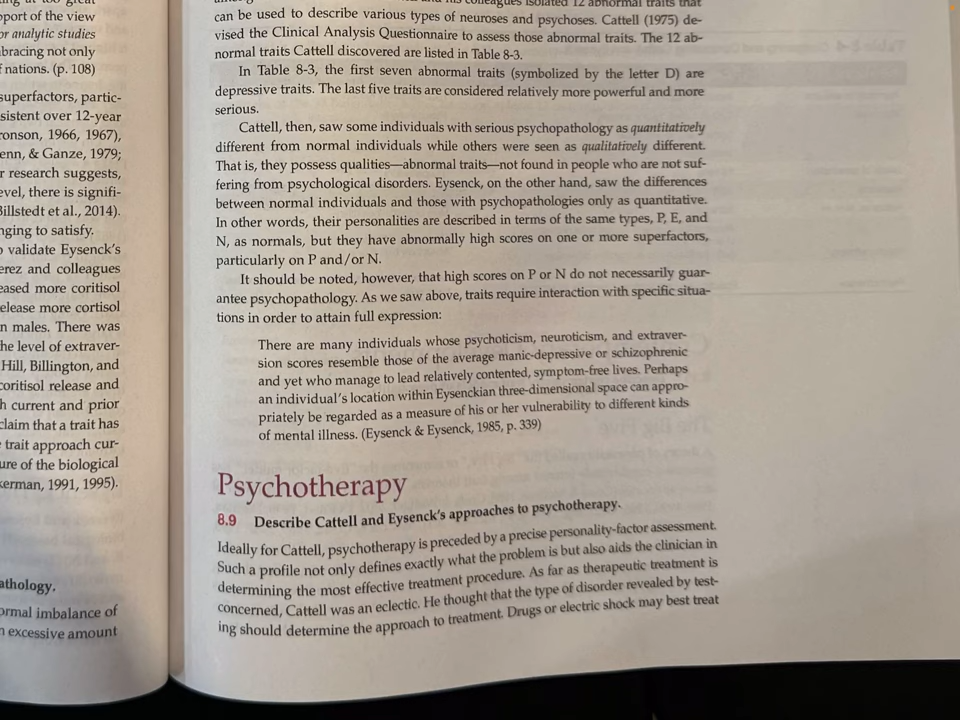 ng at too great
pport of the view
or analytic studies
bracing not only
f nations. (p. 108)
superfactors, partic-
sistent over 12-year
ronson, 1966, 1967),
enn, & Ganze, 1979;
r research suggests,
evel, there is signifi-
Billstedt et al., 2014).
nging to satisfy.
o validate Eysenck's
erez and colleagues
eased more coritisol
elease more cortisol
n males. There was
he level of extraver-
Hill, Billington, and
coritisol release and
h current and prior
claim that a trait has
trait approach cur-
ure of the biological
kerman, 1991, 1995).
athology.
ormal imbalance of
n excessive amount
his colleagues isolated 12 abnormal traits that
can be used to describe various types of neuroses and psychoses. Cattell (1975) de-
vised the Clinical Analysis Questionnaire to assess those abnormal traits. The 12 ab-
normal traits Cattell discovered are listed in Table 8-3.
In Table 8-3, the first seven abnormal traits (symbolized by the letter D) are
depressive traits. The last five traits are considered relatively more powerful and more
serious.
Cattell, then, saw some individuals with serious psychopathology as quantitatively
different from normal individuals while others were seen as qualitatively different.
That is, they possess qualities—abnormal traits—not found in people who are not suf-
fering from psychological disorders. Eysenck, on the other hand, saw the differences
between normal individuals and those with psychopathologies only as quantitative.
In other words, their personalities are described in terms of the same types, P, E, and
N, as normals, but they have abnormally high scores on one or more superfactors,
particularly on P and/or N.
It should be noted, however, that high scores on P or N do not necessarily guar-
antee psychopathology. As we saw above, traits require interaction with specific situa-
tions in order to attain full expression:
There are many individuals whose psychoticism, neuroticism, and extraver-
sion scores resemble those of the average manic-depressive or schizophrenic
and yet who manage to lead relatively contented, symptom-free lives. Perhaps
an individual's location within Eysenckian three-dimensional space can appro-
priately be regarded as a measure of his or her vulnerability to different kinds
of mental illness. (Eysenck & Eysenck, 1985, p. 339)
Psychotherapy
8.9 Describe Cattell and Eysenck's approaches to psychotherapy.
Ideally for Cattell, psychotherapy is preceded by a precise personality-factor assessment.
Such a profile not only defines exactly what the problem is but also aids the clinician in
determining the most effective treatment procedure. As far as therapeutic treatment is
concerned, Cattell was an eclectic. He thought that the type of disorder revealed by test-
ing should determine the approach to treatment. Drugs or electric shock may best treat